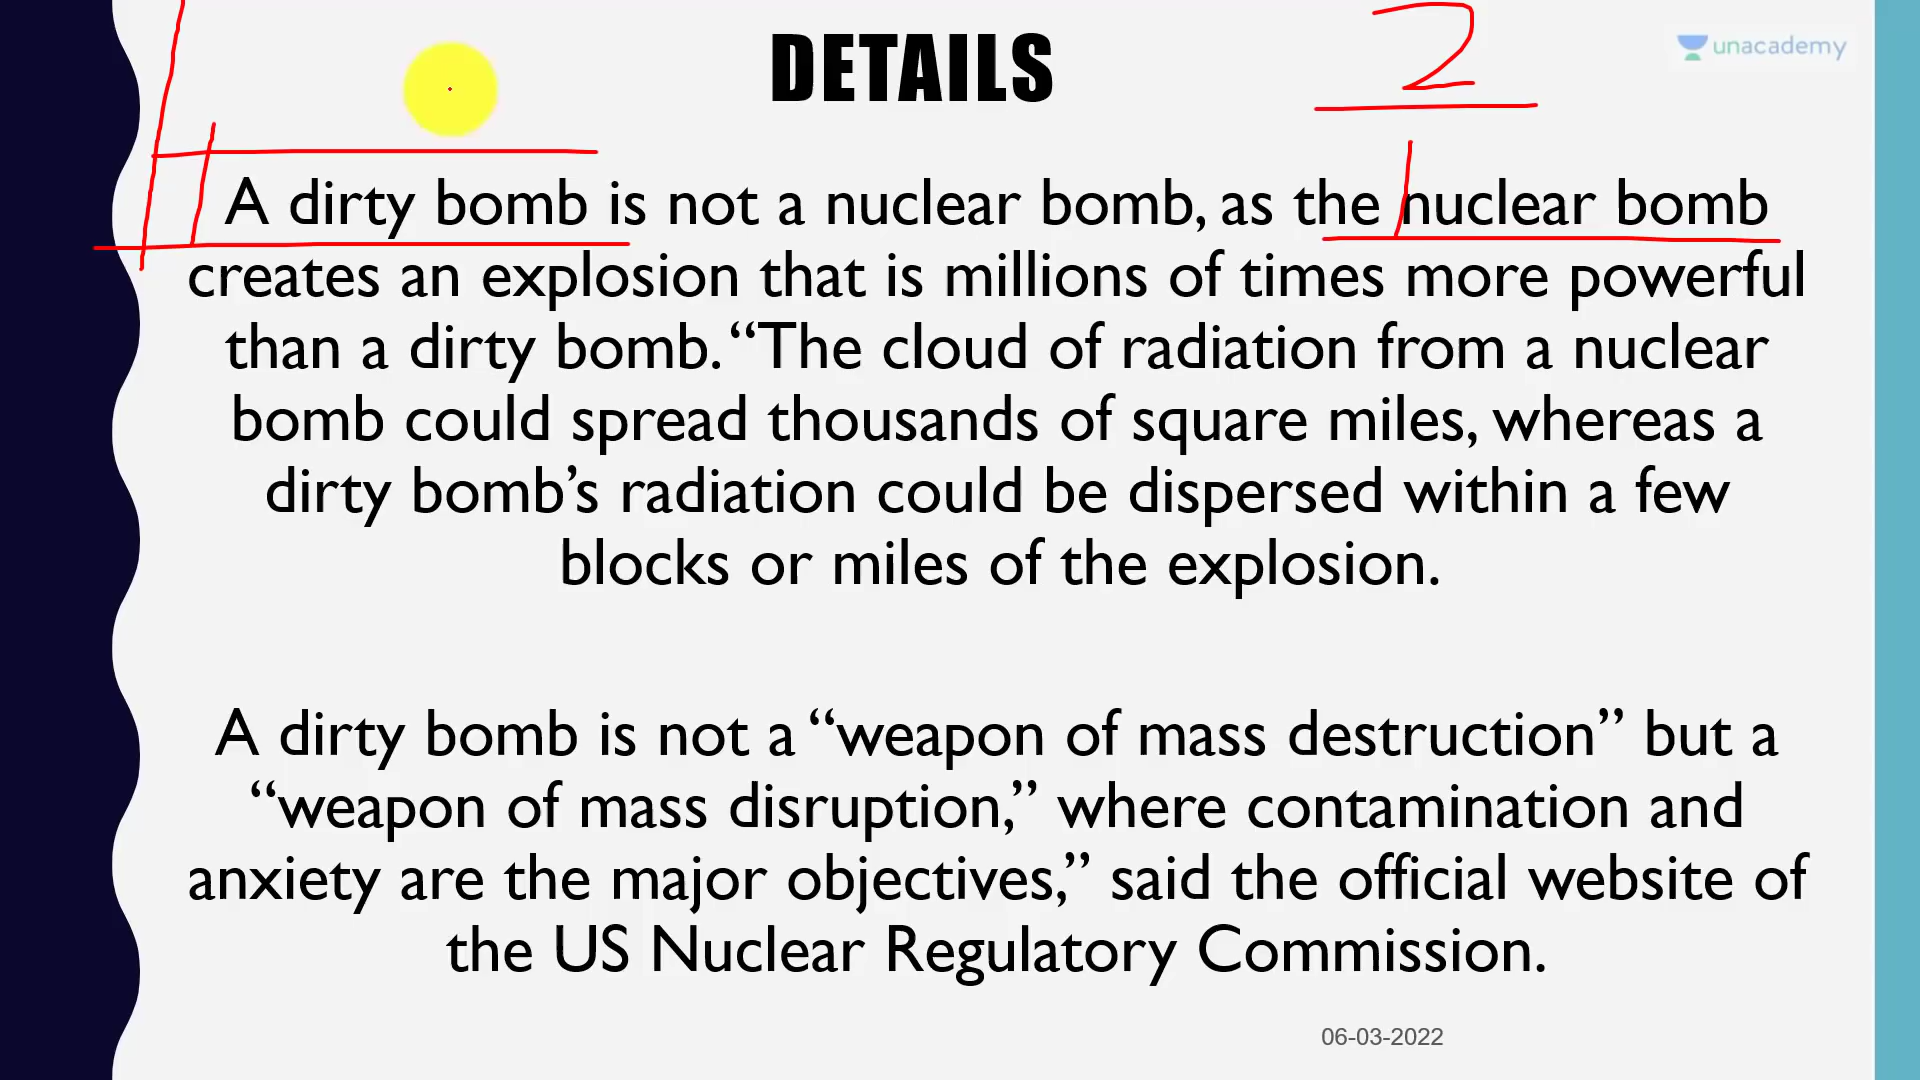 DETAILS
2
unacademy
A dirty bomb is not a nuclear bomb, as the nuclear bomb
creates an explosion that is millions of times more powerful
than a dirty bomb. “The cloud of radiation from a nuclear
bomb could spread thousands of square miles, whereas a
dirty bomb’s radiation could be dispersed within a few
blocks or miles of the explosion.
A dirty bomb is not a “weapon of mass destruction” but a
“weapon of mass disruption,” where contamination and
anxiety are the major objectives,” said the official website of
the US Nuclear Regulatory Commission.
06-03-2022